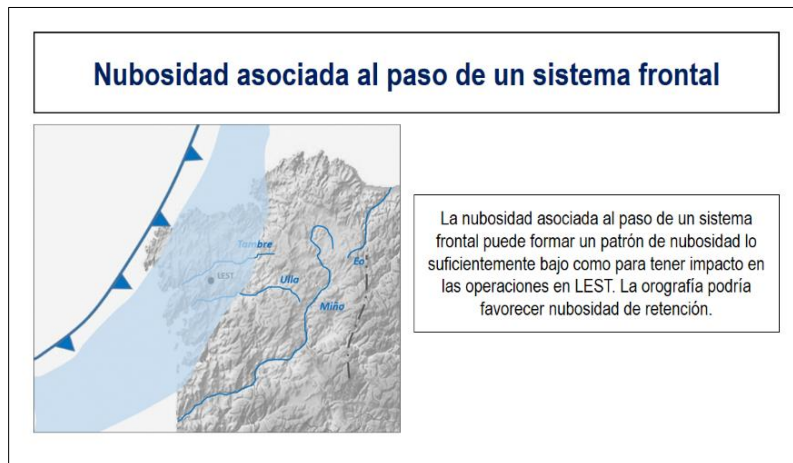 Nubosidad asociada al paso de un sistema frontal
Tambre
LEST
Ulla
Eo
Miño
La nubosidad asociada al paso de un sistema
frontal puede formar un patrón de nubosidad lo
suficientemente bajo como para tener impacto en
las operaciones en LEST. La orografía podría
favorecer nubosidad de retención.